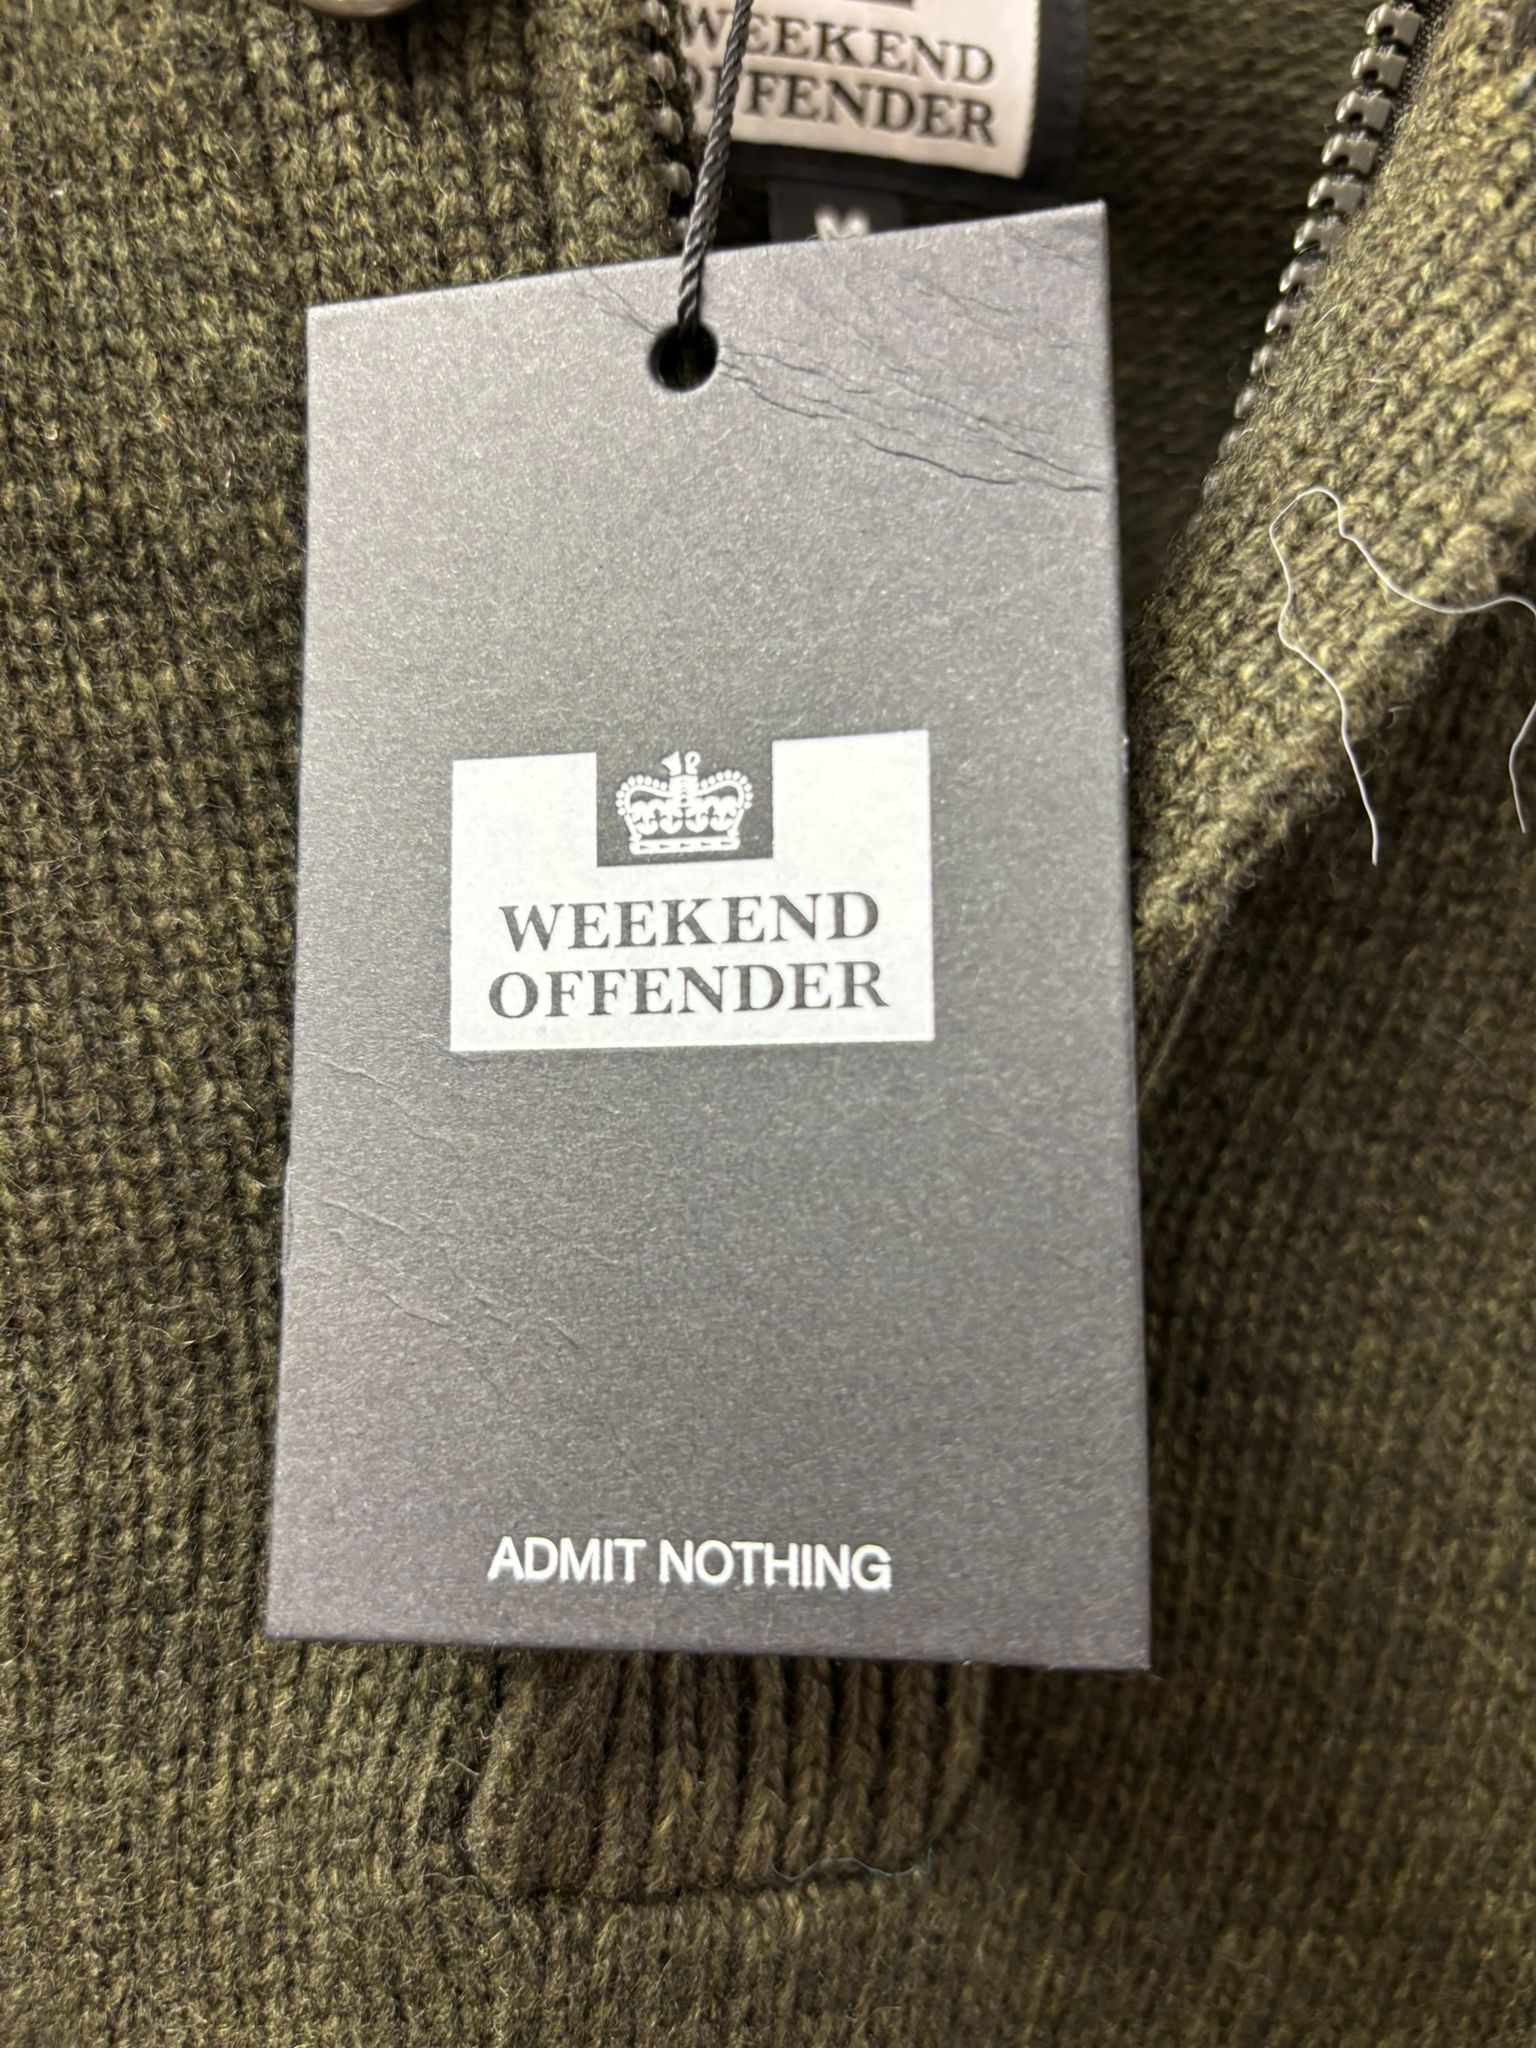 WEEKEND
OFFENDER
M
WEEKEND
OFFENDER
ADMIT NOTHING